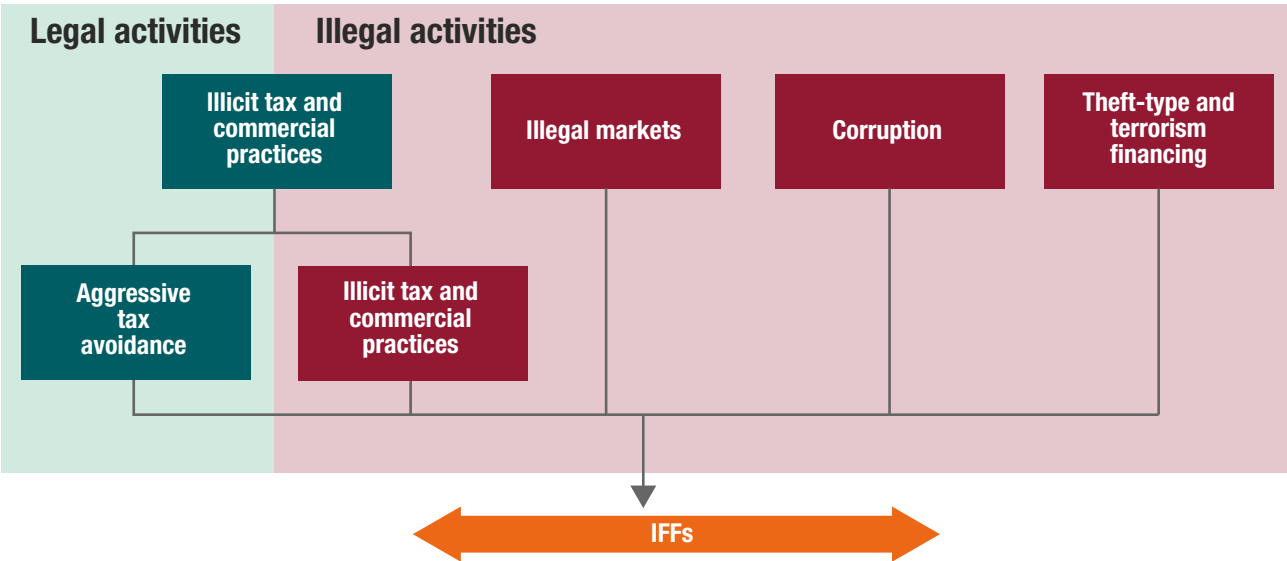 Legal activities
Illegal activities
Illicit tax and
commercial
practices
Illegal markets
Corruption
Theft-type and
terrorism
financing
Aggressive
tax
avoidance
Illicit tax and
commercial
practices
IFFs